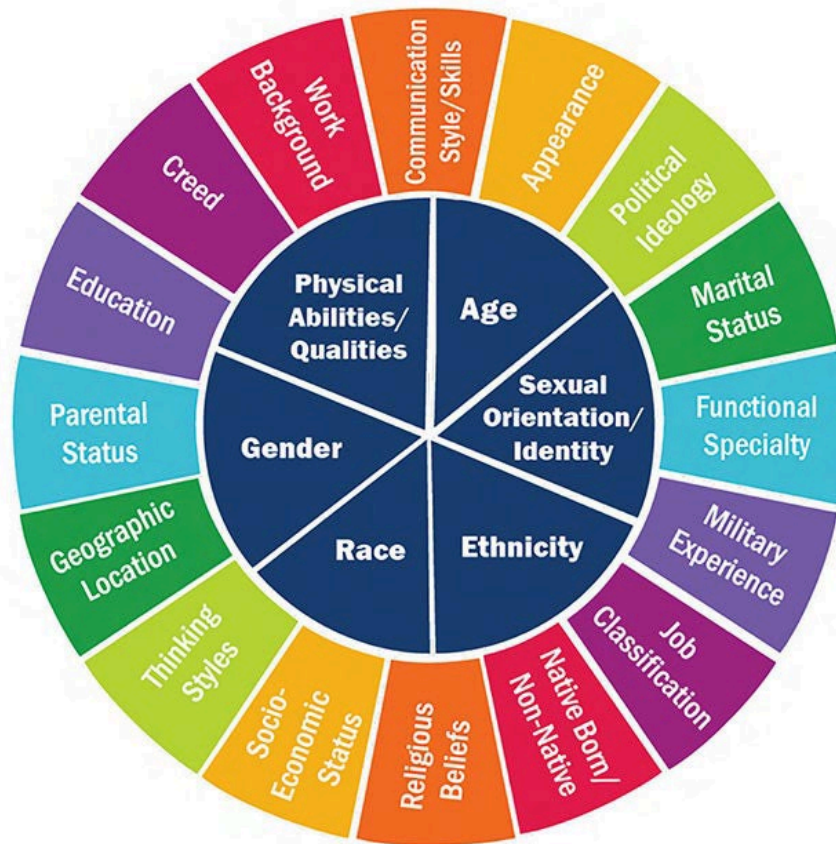 Communication
Style/Skills
Appearance
Political
Ideology
Marital
Status
Functional
Specialty
Military
Experience
Job
Classification
Native Born/
Non-Native
Religious
Beliefs
Socio-
Economic
Status
Thinking
Styles
Geographic
Location
Parental
Status
Education
Creed
Work
Background
Physical
Abilities/
Qualities
Age
Sexual
Orientation/
Identity
Ethnicity
Race
Gender